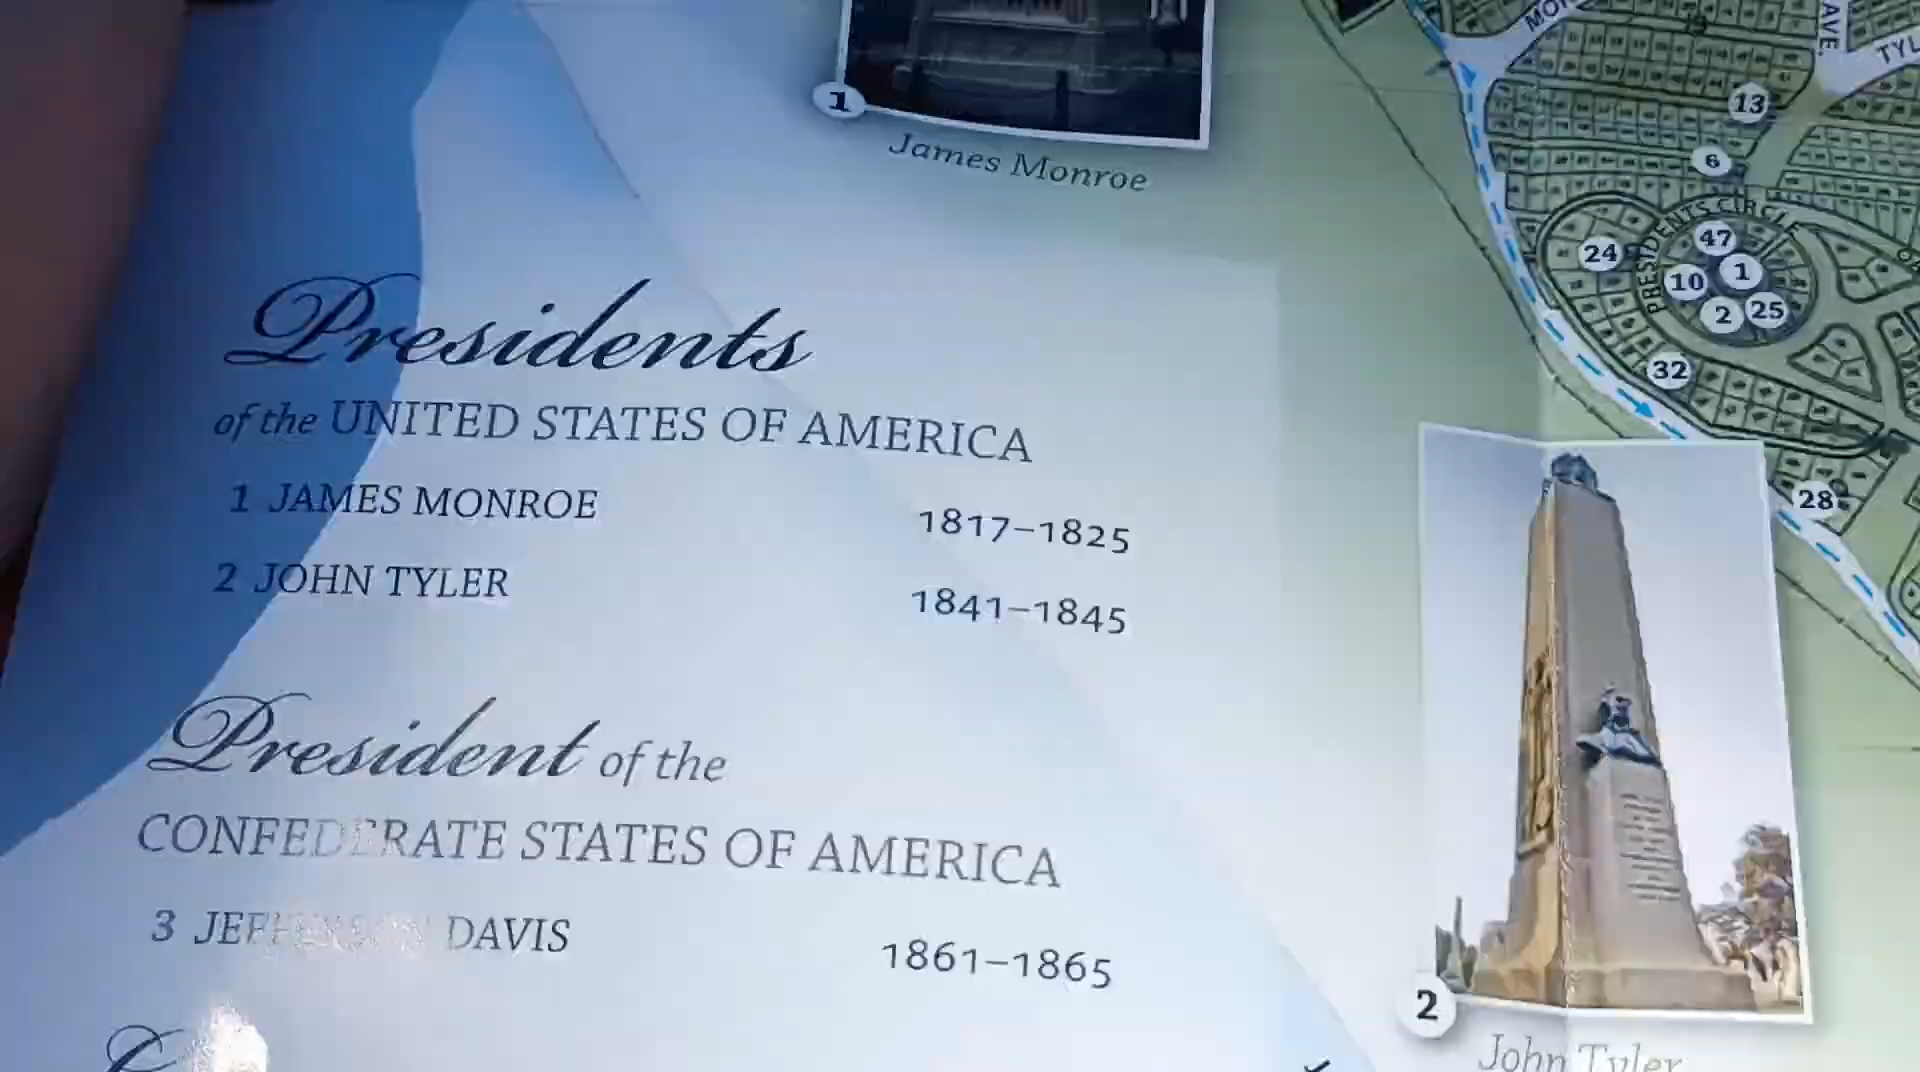 1
James Monroe
Presidents
of the UNITED STATES OF AMERICA
1 JAMES MONROE 1817–1825
2 JOHN TYLER 1841–1845
President of the
CONFEDERATE STATES OF AMERICA
3 JEFFERSON DAVIS 1861–1865
AVE.
13
6
PRESIDENTS CIRCLE
47
24
10
1
2
25
32
28
2
John Tyler